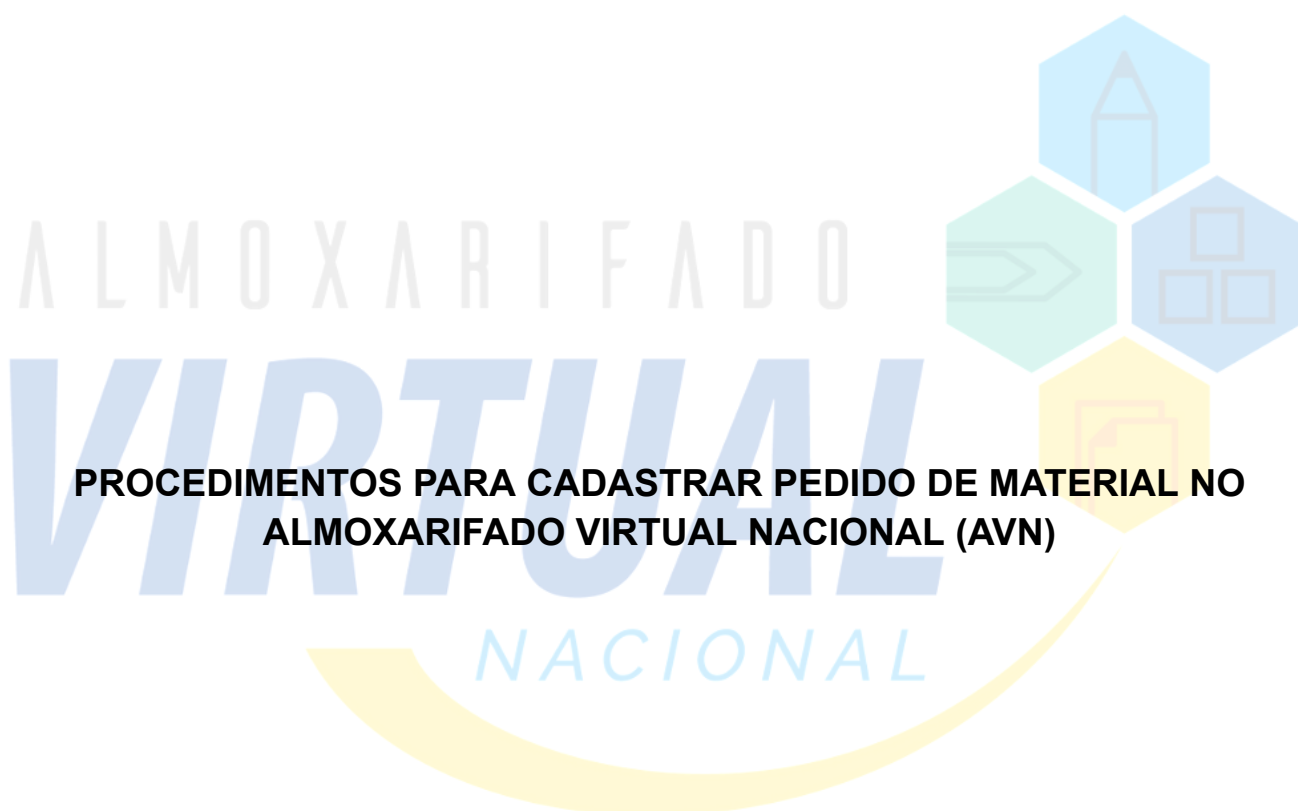 ALMOXARIFADO
VIRTUAL
PROCEDIMENTOS PARA CADASTRAR PEDIDO DE MATERIAL NO
ALMOXARIFADO VIRTUAL NACIONAL (AVN)
NACIONAL